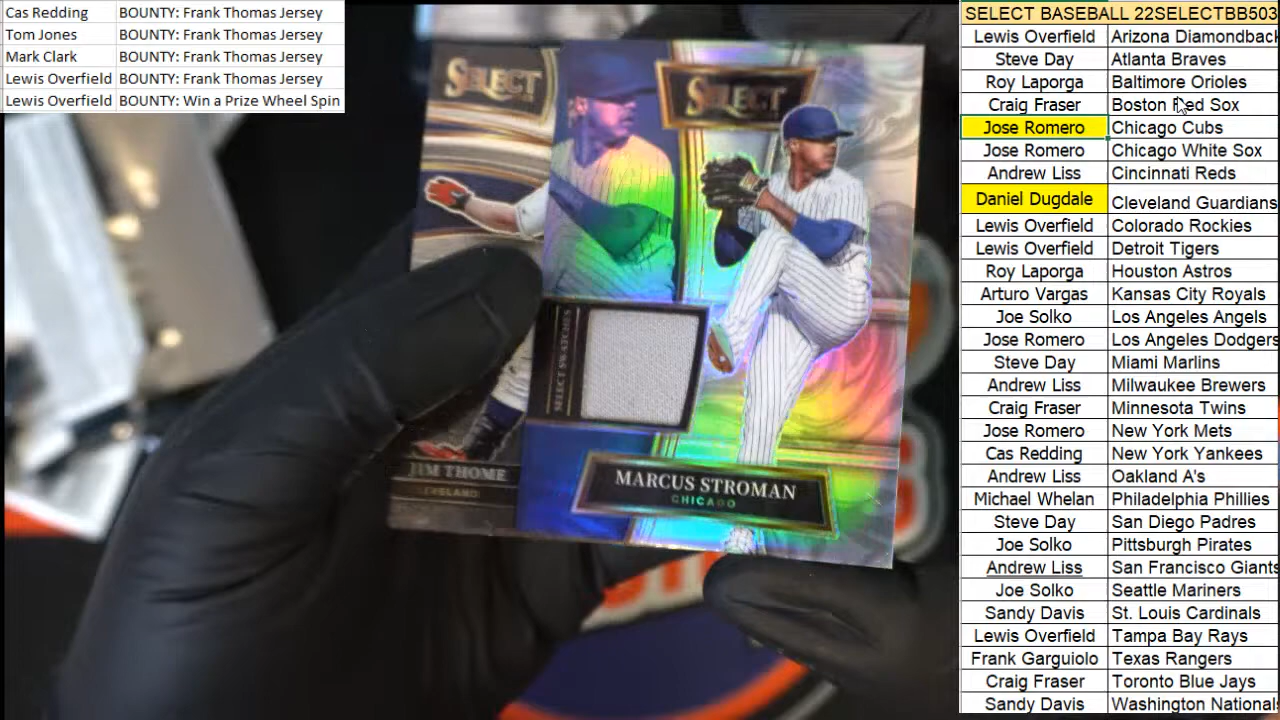 Cas Redding BOUNTY: Frank Thomas Jersey
Tom Jones BOUNTY: Frank Thomas Jersey
Mark Clark BOUNTY: Frank Thomas Jersey
Lewis Overfield BOUNTY: Frank Thomas Jersey
Lewis Overfield BOUNTY: Win a Prize Wheel Spin
SELECT
SELECT
SELECT SWATCHES
JIM THOME
CLEVELAND
MARCUS STROMAN
CHICAGO
SELECT BASEBALL 22SELECTBB503
Lewis Overfield Arizona Diamondback
Steve Day Atlanta Braves
Roy Laporga Baltimore Orioles
Craig Fraser Boston Red Sox
Jose Romero Chicago Cubs
Jose Romero Chicago White Sox
Andrew Liss Cincinnati Reds
Daniel Dugdale Cleveland Guardians
Lewis Overfield Colorado Rockies
Lewis Overfield Detroit Tigers
Roy Laporga Houston Astros
Arturo Vargas Kansas City Royals
Joe Solko Los Angeles Angels
Jose Romero Los Angeles Dodgers
Steve Day Miami Marlins
Andrew Liss Milwaukee Brewers
Craig Fraser Minnesota Twins
Jose Romero New York Mets
Cas Redding New York Yankees
Andrew Liss Oakland A's
Michael Whelan Philadelphia Phillies
Steve Day San Diego Padres
Joe Solko Pittsburgh Pirates
Andrew Liss San Francisco Giants
Joe Solko Seattle Mariners
Sandy Davis St. Louis Cardinals
Lewis Overfield Tampa Bay Rays
Frank Garguiolo Texas Rangers
Craig Fraser Toronto Blue Jays
Sandy Davis Washington Nationals